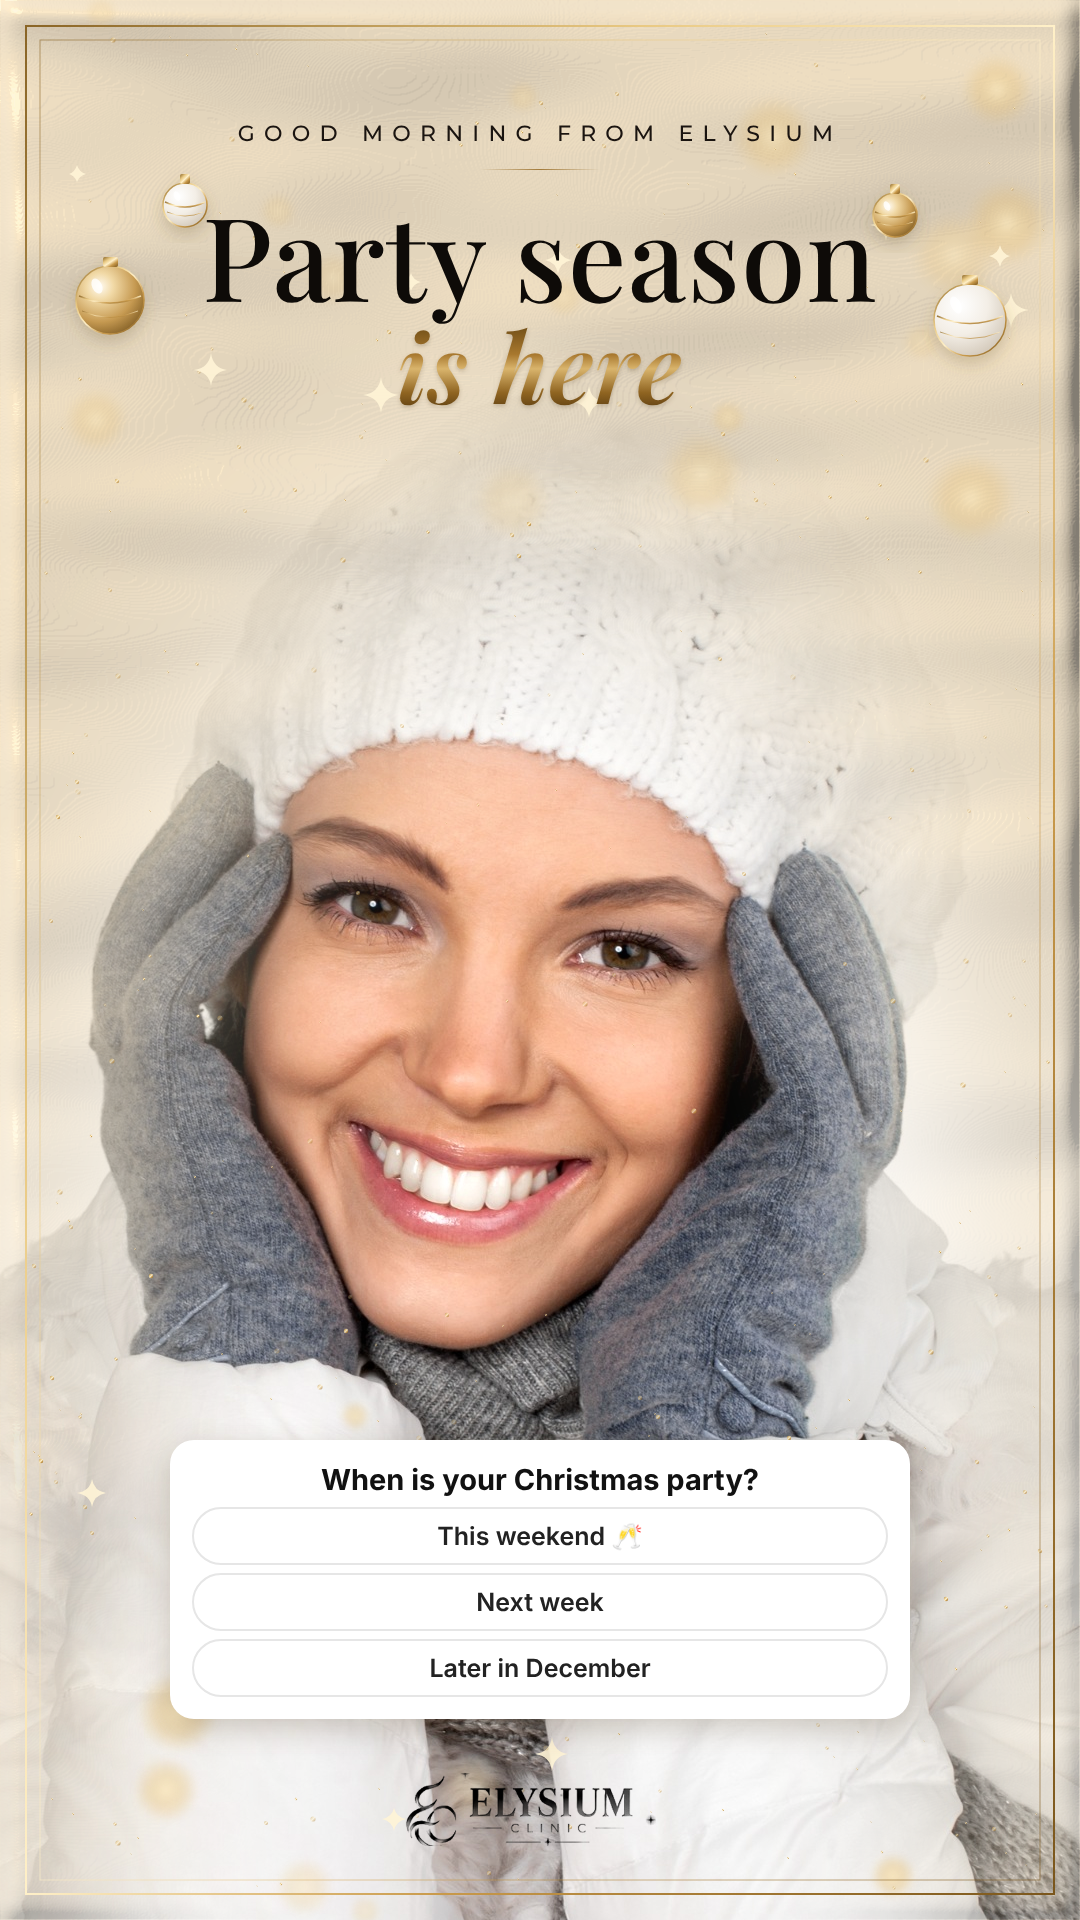 GOOD MORNING FROM ELYSIUM
Party season
is here
When is your Christmas party?
This weekend 🥂
Next week
Later in December
ELYSIUM
CLINIC